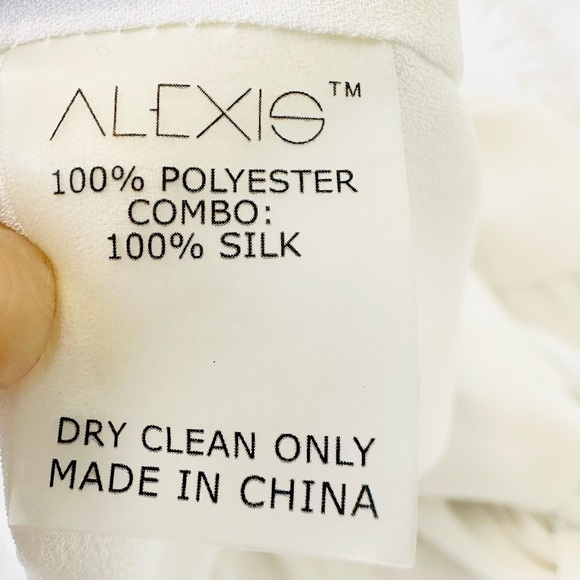 ALEXIS™
100% POLYESTER
COMBO:
100% SILK
DRY CLEAN ONLY
MADE IN CHINA